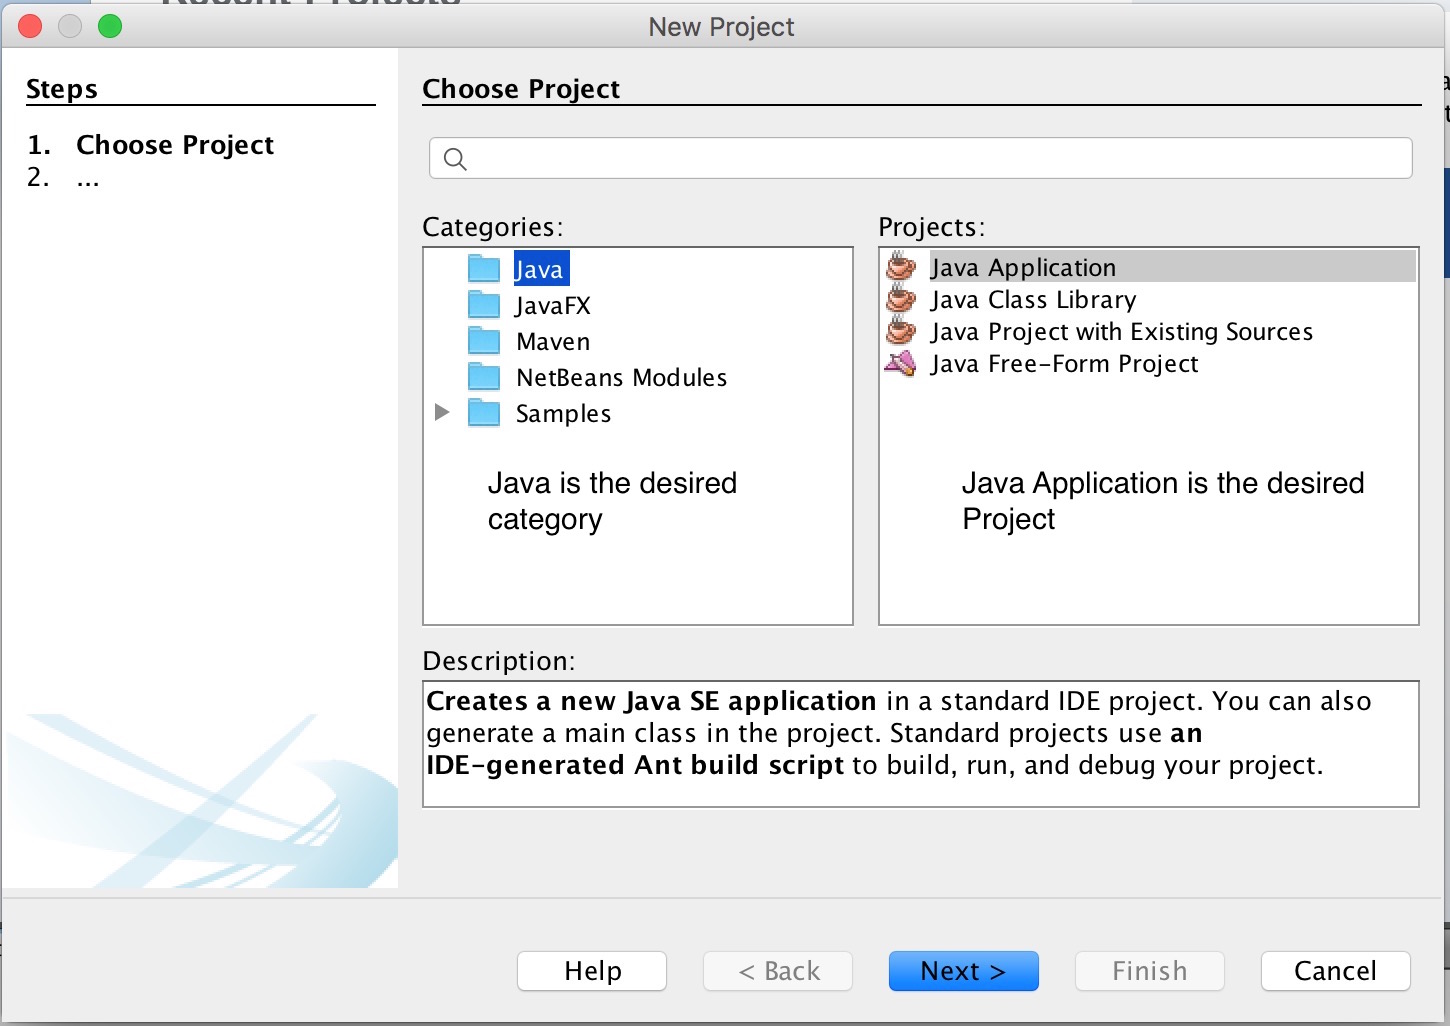 Recent Projects
New Project
Steps
1. Choose Project
2. ...
Choose Project
Categories:
Java
JavaFX
Maven
NetBeans Modules
Samples
Java is the desired
category
Projects:
Java Application
Java Class Library
Java Project with Existing Sources
Java Free-Form Project
Java Application is the desired
Project
Description:
Creates a new Java SE application in a standard IDE project. You can also
generate a main class in the project. Standard projects use an
IDE-generated Ant build script to build, run, and debug your project.
Help
< Back
Next >
Finish
Cancel